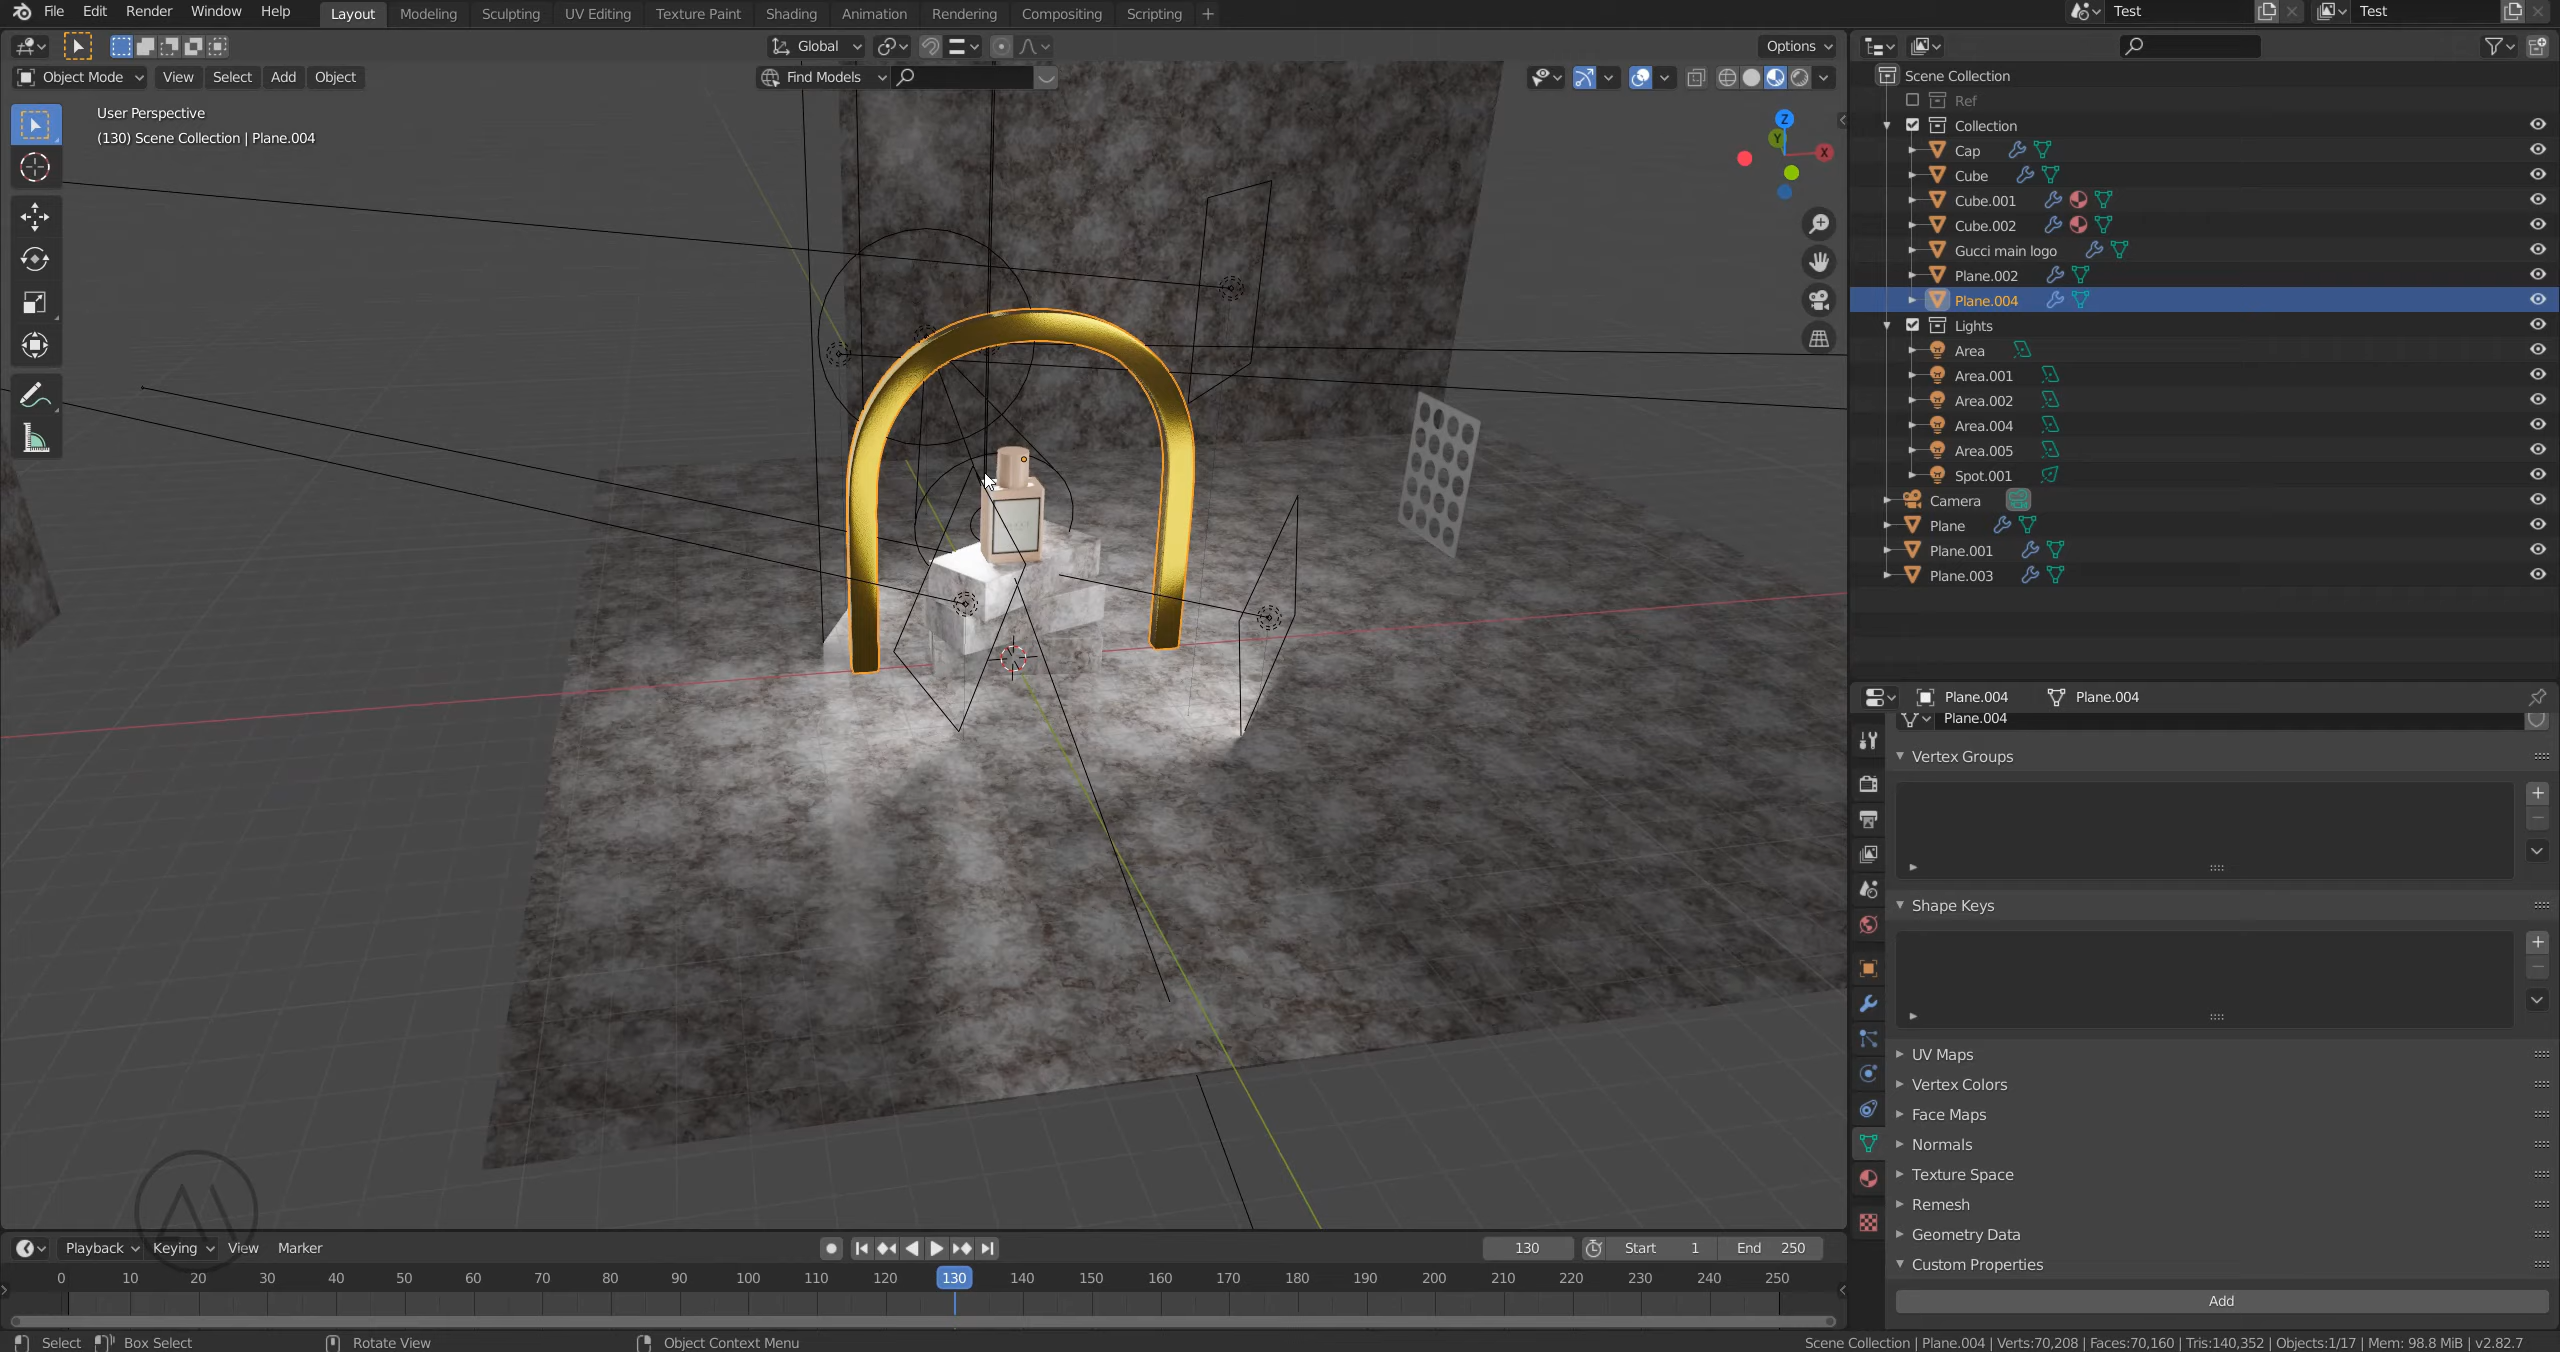 File Edit Render Window Help Layout Modeling Sculpting UV Editing Texture Paint Shading Animation Rendering Compositing Scripting + Test Test
Global Options
Object Mode View Select Add Object Find Models
User Perspective
(130) Scene Collection | Plane.004
Z
Y
X
Scene Collection
Ref
Collection
Cap
Cube
Cube.001
Cube.002
Gucci main logo
Plane.002
Plane.004
Lights
Area
Area.001
Area.002
Area.004
Area.005
Spot.001
Camera
Plane
Plane.001
Plane.003
Plane.004 Plane.004
Plane.004
Vertex Groups
Shape Keys
UV Maps
Vertex Colors
Face Maps
Normals
Texture Space
Remesh
Geometry Data
Custom Properties
Add
Playback Keying View Marker 130 Start 1 End 250
0 10 20 30 40 50 60 70 80 90 100 110 120 130 140 150 160 170 180 190 200 210 220 230 240 250
Select Box Select Rotate View Object Context Menu Scene Collection | Plane.004 | Verts:70,208 | Faces:70,160 | Tris:140,352 | Objects:1/17 | Mem: 98.8 MiB | v2.82.7